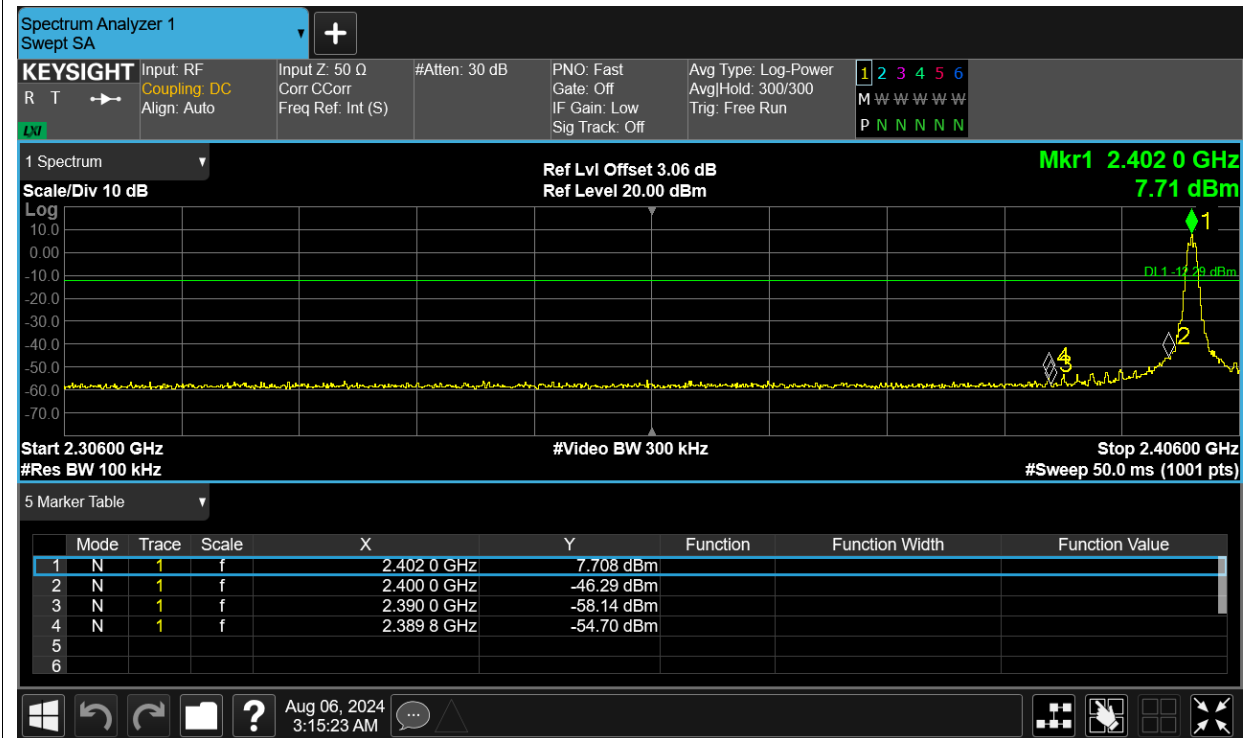 Spectrum Analyzer 1
Swept SA
+
KEYSIGHT
R T
LXI
Input: RF
Coupling: DC
Align: Auto
Input Z: 50 Ω
Corr CCorr
Freq Ref: Int (S)
#Atten: 30 dB
PNO: Fast
Gate: Off
IF Gain: Low
Sig Track: Off
Avg Type: Log-Power
Avg|Hold: 300/300
Trig: Free Run
1 2 3 4 5 6
M W W W W W
P N N N N N
1 Spectrum
Scale/Div 10 dB
Ref Lvl Offset 3.06 dB
Ref Level 20.00 dBm
Mkr1 2.402 0 GHz
7.71 dBm
Log
10.0
0.00
-10.0
-20.0
-30.0
-40.0
-50.0
-60.0
-70.0
1
DL1 -12.29 dBm
2
4
3
Start 2.30600 GHz
#Res BW 100 kHz
#Video BW 300 kHz
Stop 2.40600 GHz
#Sweep 50.0 ms (1001 pts)
5 Marker Table
Mode Trace Scale X Y Function Function Width Function Value
1 N 1 f 2.402 0 GHz 7.708 dBm
2 N 1 f 2.400 0 GHz -46.29 dBm
3 N 1 f 2.390 0 GHz -58.14 dBm
4 N 1 f 2.389 8 GHz -54.70 dBm
5
6
?
Aug 06, 2024
3:15:23 AM